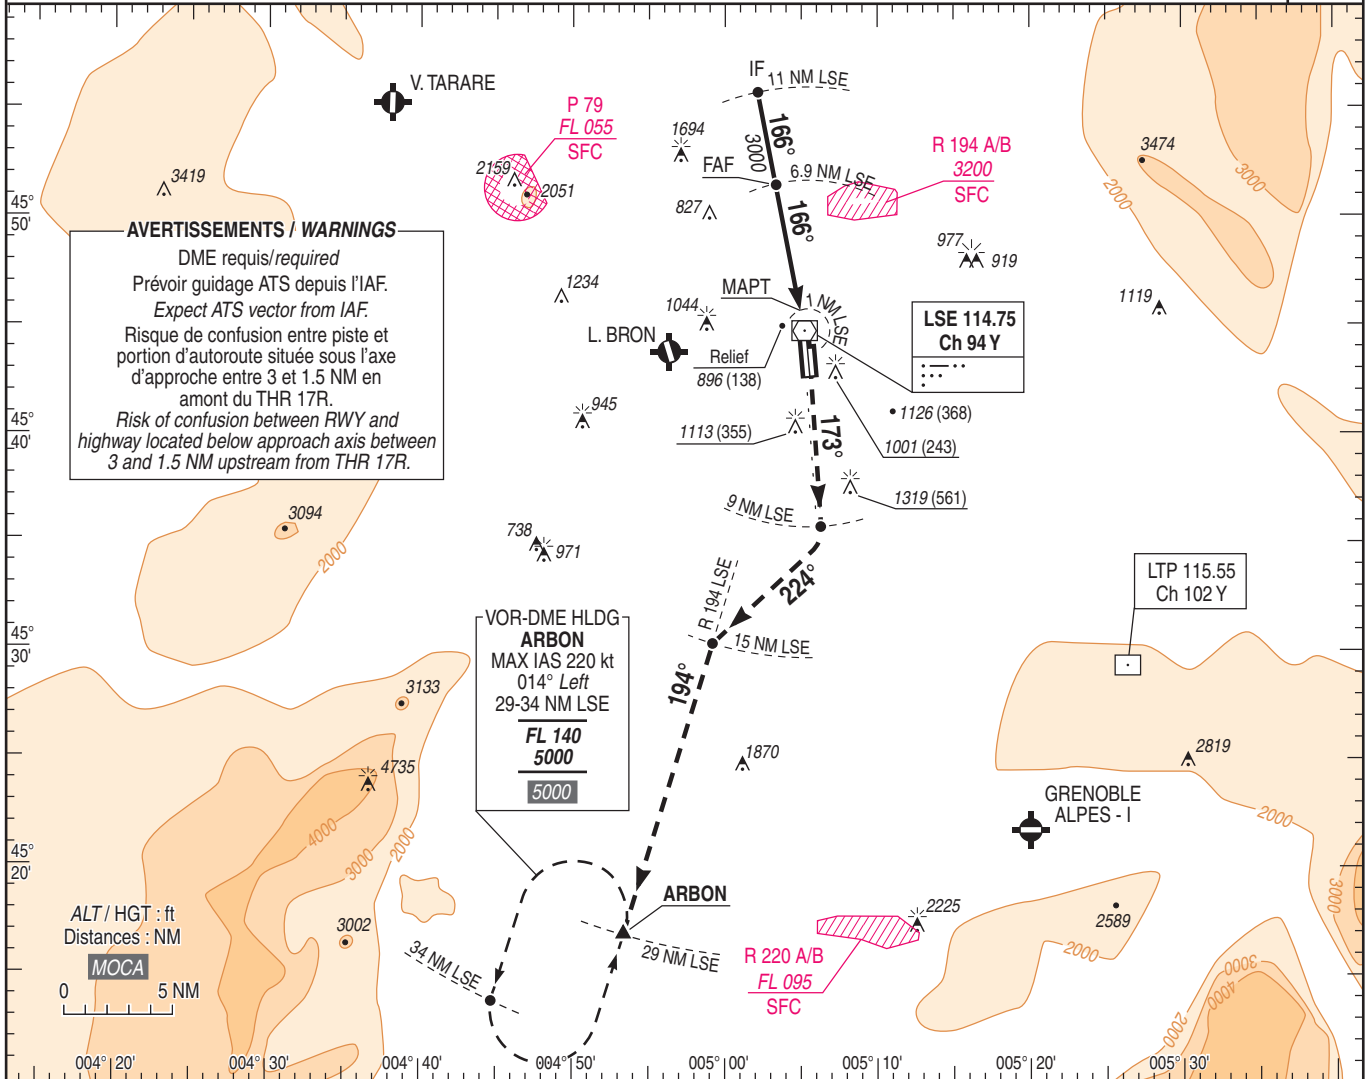 IF
11 NM LSE
V. TARARE
P 79
FL 055
SFC
1694
166°
3000
R 194 A/B
3200
SFC
3474
3000
2000
FAF
6.9 NM LSE
2159
2051
3419
827
166°
45°
50'
977
919
AVERTISSEMENTS / WARNINGS
DME requis/required
Prévoir guidage ATS depuis l'IAF.
Expect ATS vector from IAF.
Risque de confusion entre piste et
portion d'autoroute située sous l'axe
d'approche entre 3 et 1.5 NM en
amont du THR 17R.
Risk of confusion between RWY and
highway located below approach axis between
3 and 1.5 NM upstream from THR 17R.
1234
MAPT
1 NM LSE
1119
1044
L. BRON
LSE 114.75
Ch 94 Y
Relief
896 (138)
945
1126 (368)
45°
40'
1113 (355)
173°
1001 (243)
1319 (561)
9 NM LSE
3094
2000
738
971
224°
LTP 115.55
Ch 102 Y
R 194 LSE
15 NM LSE
VOR-DME HLDG
ARBON
MAX IAS 220 kt
014° Left
29-34 NM LSE
FL 140
5000
5000
45°
30'
194°
3133
4735
1870
2819
GRENOBLE
ALPES - I
2000
4000
3000
2000
45°
20'
ARBON
3000
2225
2589
2000
ALT / HGT : ft
Distances : NM
MOCA
0
5 NM
3002
34 NM LSE
29 NM LSE
R 220 A/B
FL 095
SFC
3000
4000
2000
004° 20'
004° 30'
004° 40'
004° 50'
005° 00'
005° 10'
005° 20'
005° 30'